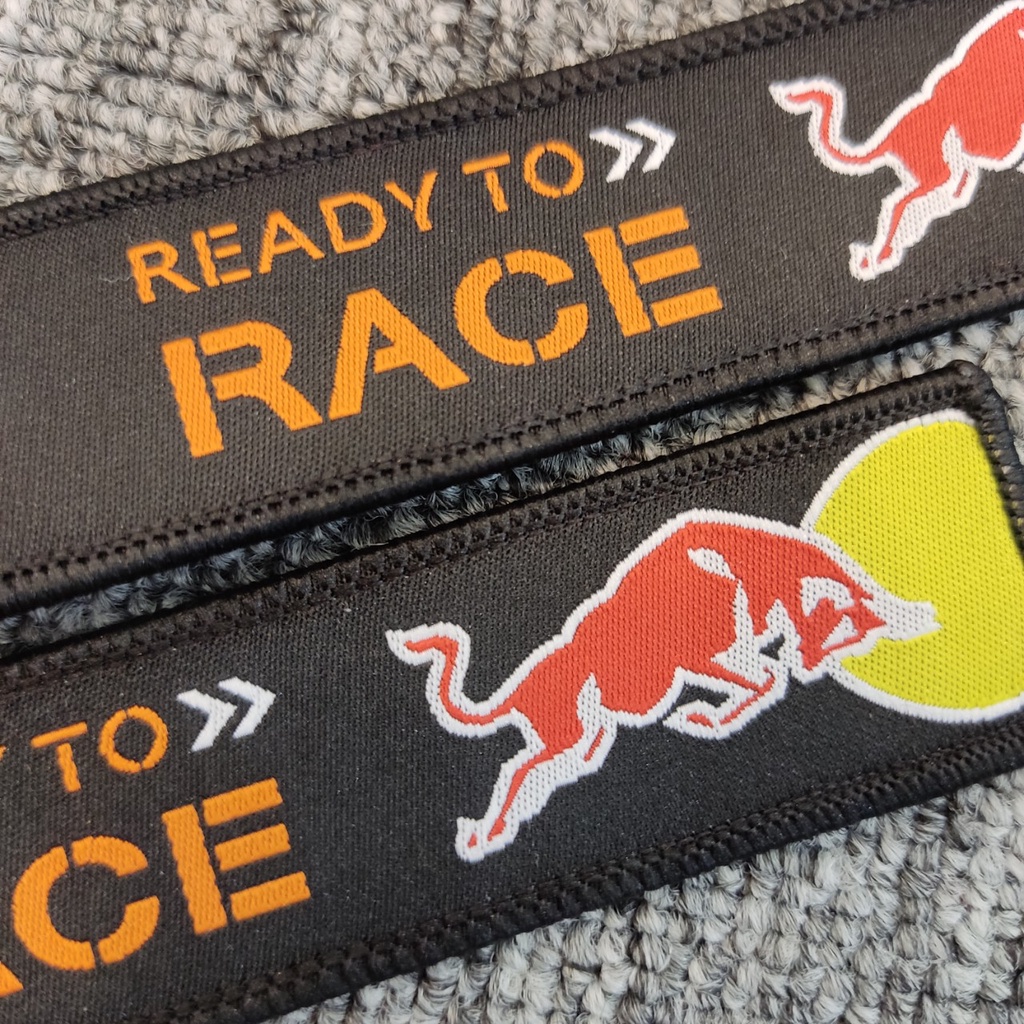 READY TO »
RACE
TO »
ACE